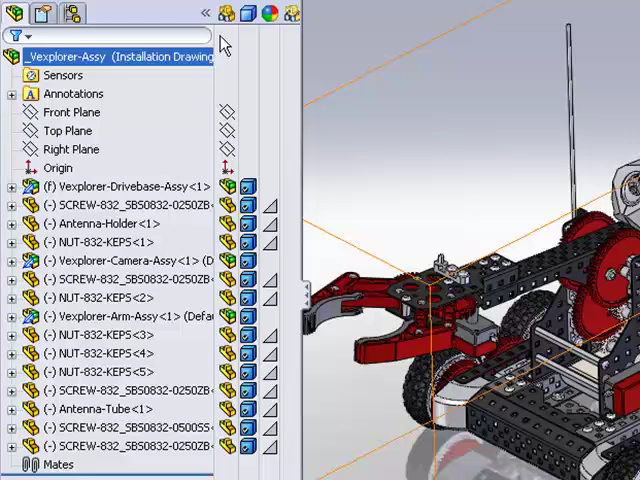 _Vexplorer-Assy (Installation Drawing
Sensors
Annotations
Front Plane
Top Plane
Right Plane
Origin
(f) Vexplorer-Drivebase-Assy<1>
(-) SCREW-832_SBS0832-0250ZB<
(-) Antenna-Holder<1>
(-) NUT-832-KEPS<1>
(-) Vexplorer-Camera-Assy<1> (D
(-) SCREW-832_SBS0832-0250ZB<
(-) NUT-832-KEPS<2>
(-) Vexplorer-Arm-Assy<1> (Defau
(-) NUT-832-KEPS<3>
(-) NUT-832-KEPS<4>
(-) NUT-832-KEPS<5>
(-) SCREW-832_SBS0832-0250ZB<
(-) Antenna-Tube<1>
(-) SCREW-832_SBS0832-0500SS<
(-) SCREW-832_SBS0832-0250ZB<
Mates